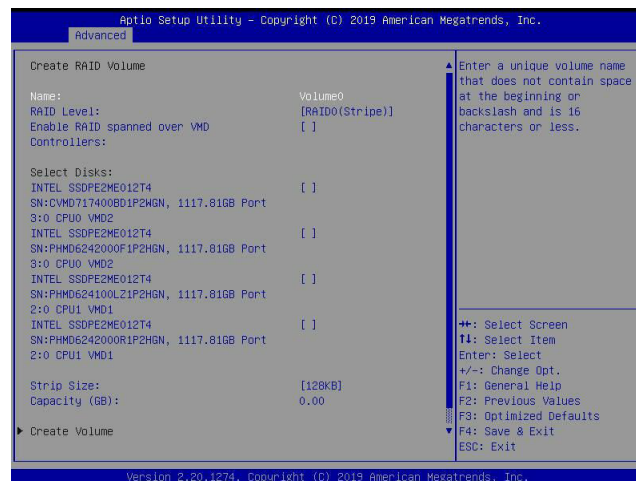 Aptio Setup Utility - Copyright (C) 2019 American Megatrends, Inc.
Advanced
Create RAID Volume
Name: Volume0
RAID Level: [RAID0(Stripe)]
Enable RAID spanned over VMD [ ]
Controllers:
Select Disks:
INTEL SSDPE2ME012T4 [ ]
SN:CVMD717400BD1P2WGN, 1117.81GB Port
3:0 CPU0 VMD2
INTEL SSDPE2ME012T4 [ ]
SN:PHMD6242000F1P2HGN, 1117.81GB Port
3:0 CPU0 VMD2
INTEL SSDPE2ME012T4 [ ]
SN:PHMD624100LZ1P2HGN, 1117.81GB Port
2:0 CPU1 VMD1
INTEL SSDPE2ME012T4 [ ]
SN:PHMD6242000R1P2HGN, 1117.81GB Port
2:0 CPU1 VMD1
Strip Size: [128KB]
Capacity (GB): 0.00
Create Volume
Enter a unique volume name
that does not contain space
at the beginning or
backslash and is 16
characters or less.
→←: Select Screen
↑↓: Select Item
Enter: Select
+/-: Change Opt.
F1: General Help
F2: Previous Values
F3: Optimized Defaults
F4: Save & Exit
ESC: Exit
Version 2.20.1274. Copyright (C) 2019 American Megatrends, Inc.